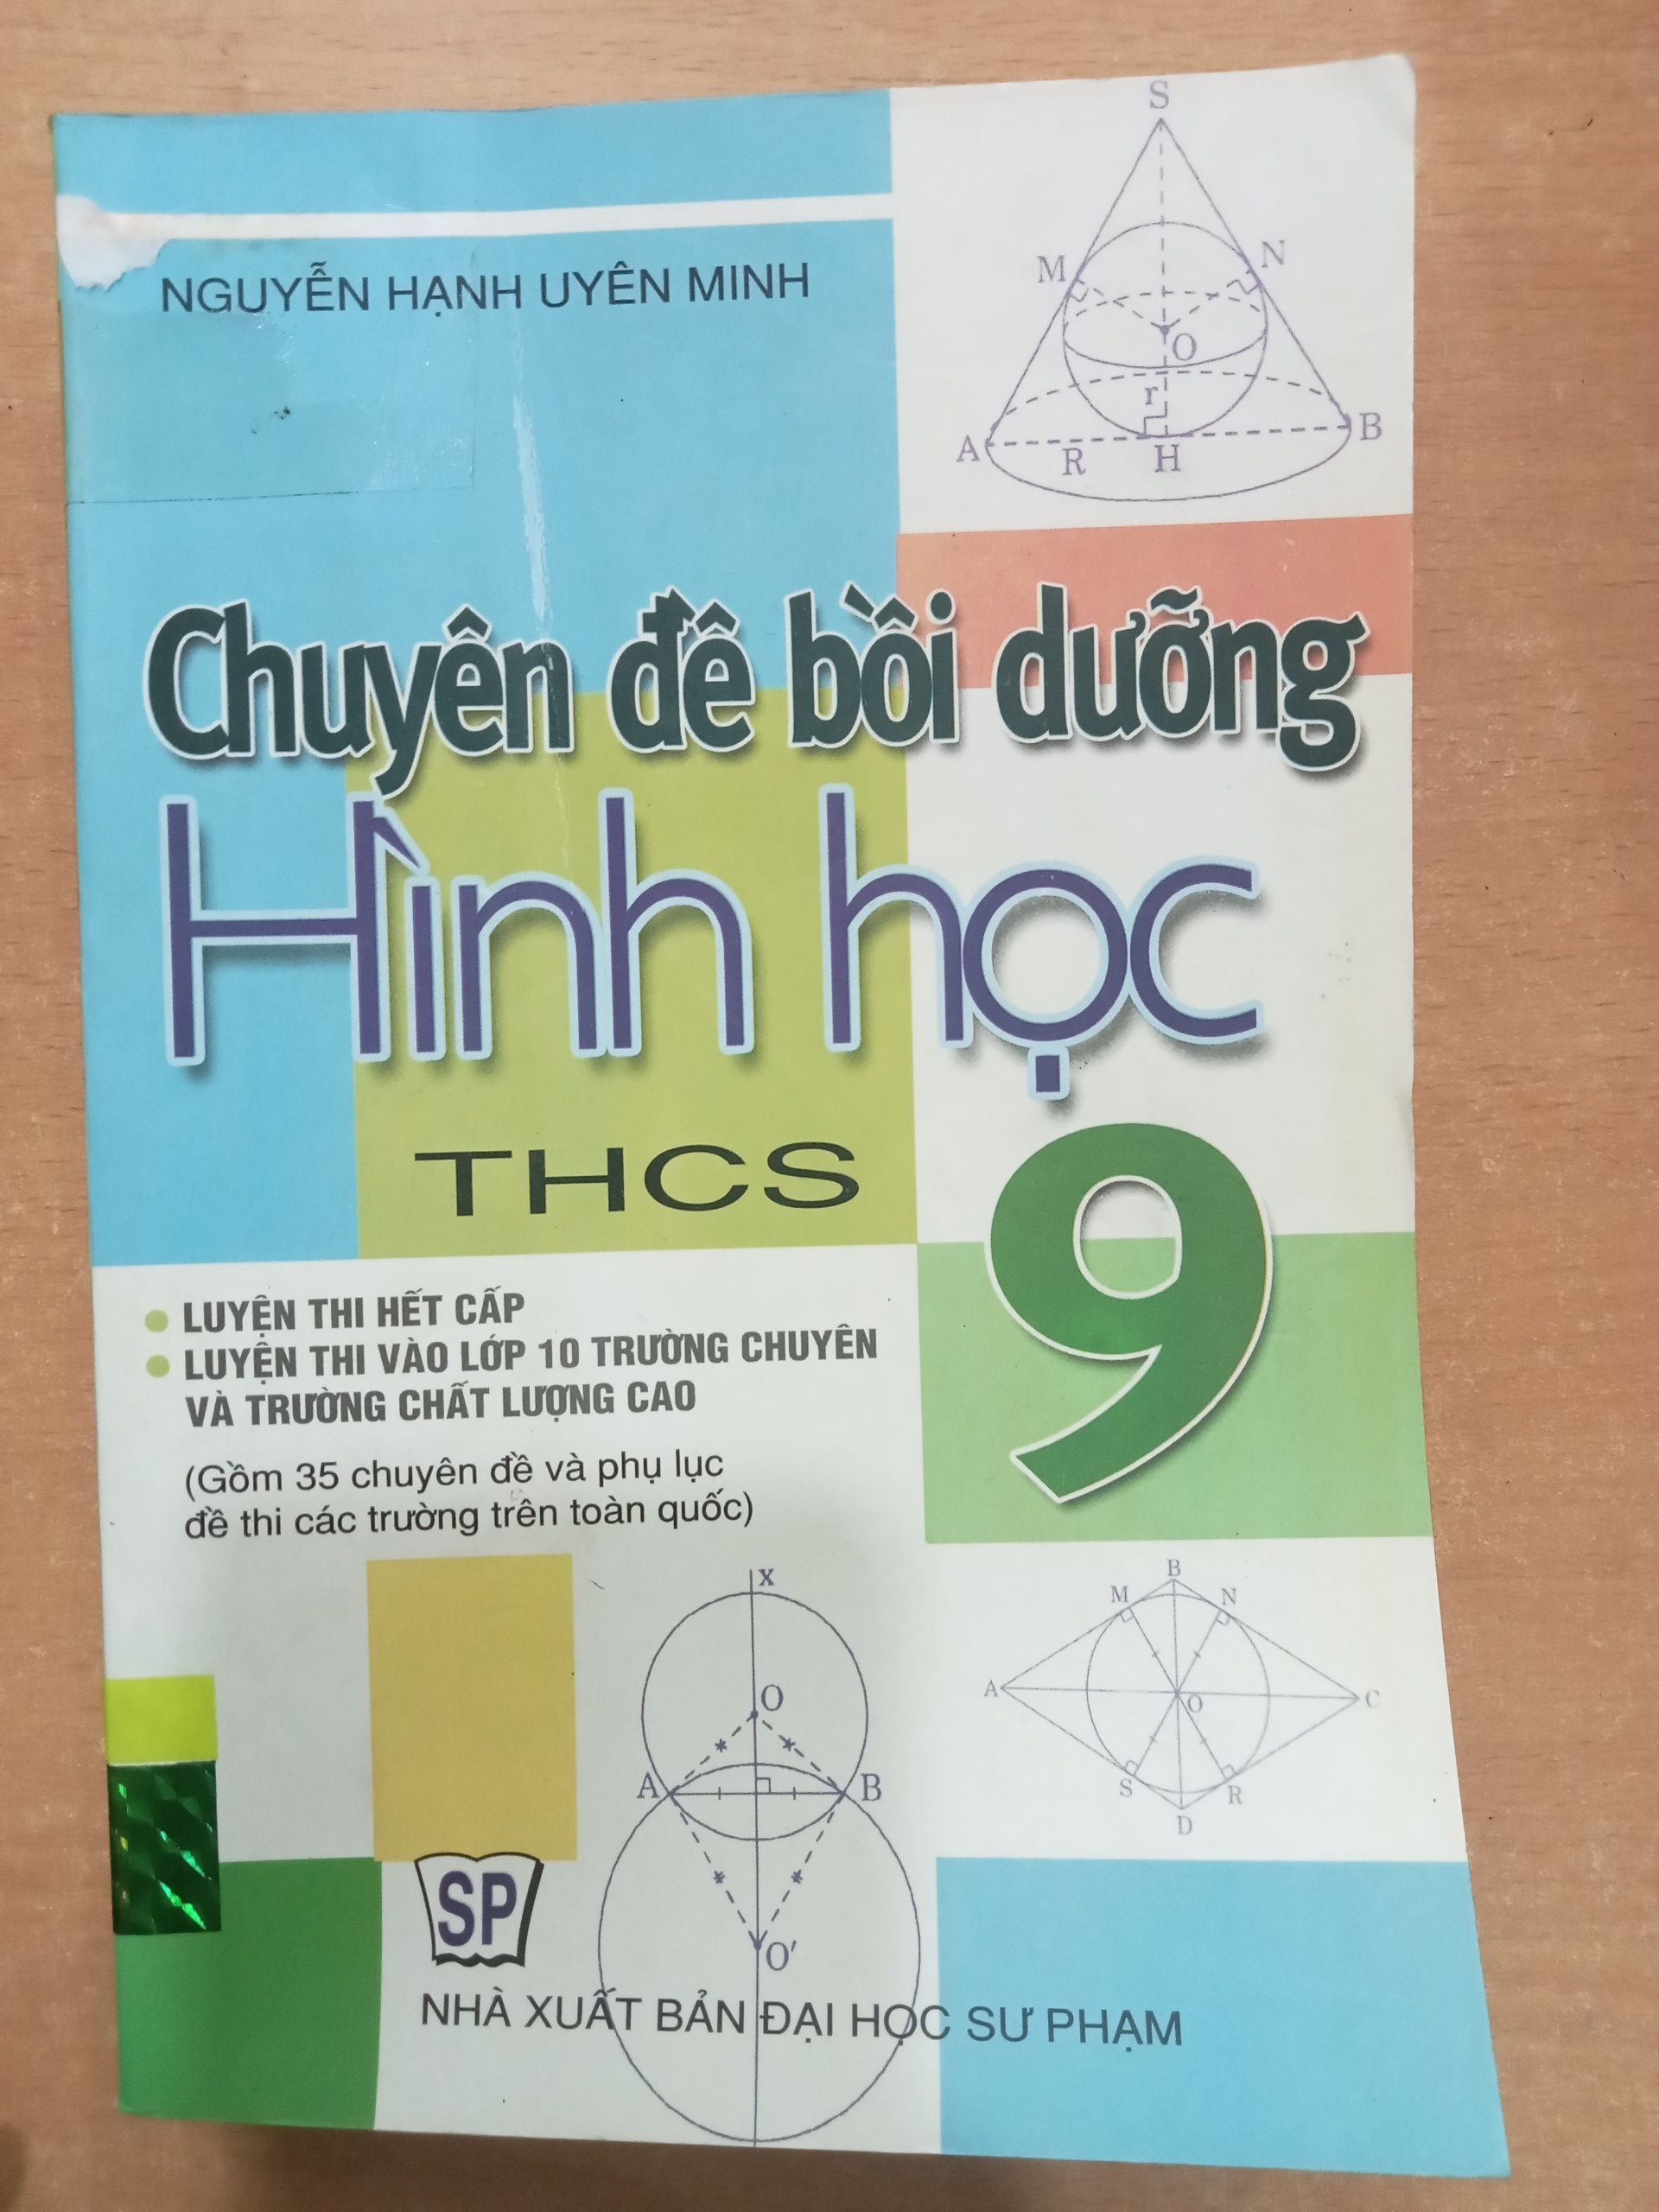 S
NGUYỄN HẠNH UYÊN MINH
M
N
O
r
A
R
H
B
Chuyên đề bồi dưỡng
Hình học
THCS
9
LUYỆN THI HẾT CẤP
LUYỆN THI VÀO LỚP 10 TRƯỜNG CHUYÊN
VÀ TRƯỜNG CHẤT LƯỢNG CAO
(Gồm 35 chuyên đề và phụ lục
đề thi các trường trên toàn quốc)
x
O
A
B
O'
B
M
N
A
O
C
S
R
D
SP
NHÀ XUẤT BẢN ĐẠI HỌC SƯ PHẠM